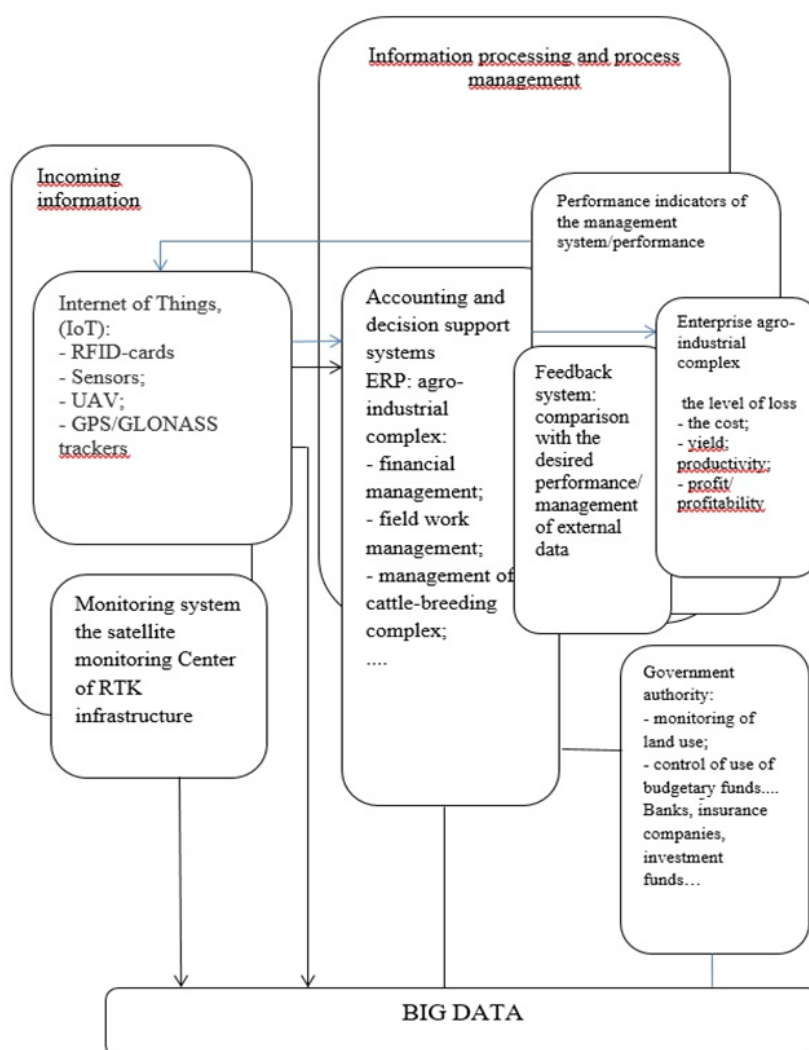 Information processing and process
management
Incoming
information
Performance indicators of
the management
system/performance
Internet of Things,
(IoT):
- RFID-cards
- Sensors;
- UAV;
- GPS/GLONASS
trackers
Accounting and
decision support
systems
ERP: agro-
industrial
complex:
- financial
management;
- field work
management;
- management of
cattle-breeding
complex;
....
Feedback
system:
comparison
with the
desired
performance/
management
of external
data
Enterprise agro-
industrial
complex
the level of loss
- the cost;
- yield;
productivity;
- profit/
profitability
Monitoring system
the satellite
monitoring Center
of RTK
infrastructure
Government
authority:
- monitoring of
land use;
- control of use of
budgetary funds....
Banks, insurance
companies,
investment
funds…
BIG DATA